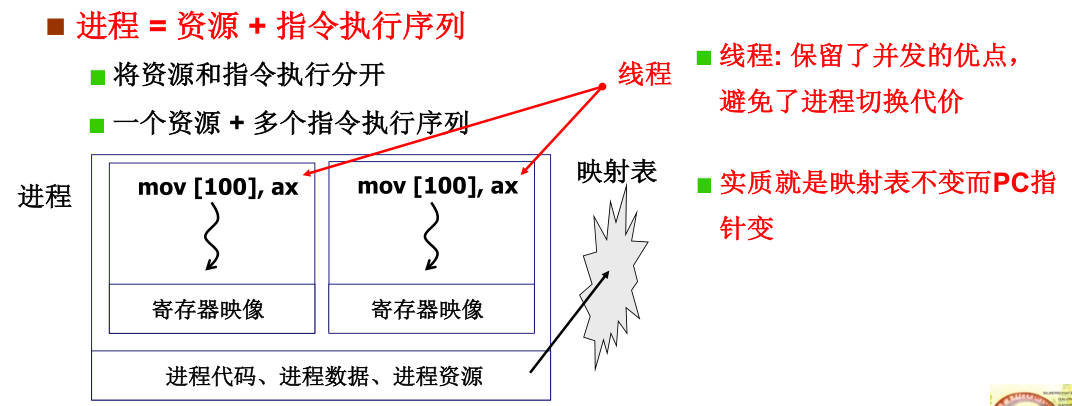 进程 = 资源 + 指令执行序列
将资源和指令执行分开
一个资源 + 多个指令执行序列
线程
线程: 保留了并发的优点，
避免了进程切换代价
实质就是映射表不变而PC指
针变
进程
mov [100], ax
mov [100], ax
映射表
寄存器映像
寄存器映像
进程代码、进程数据、进程资源